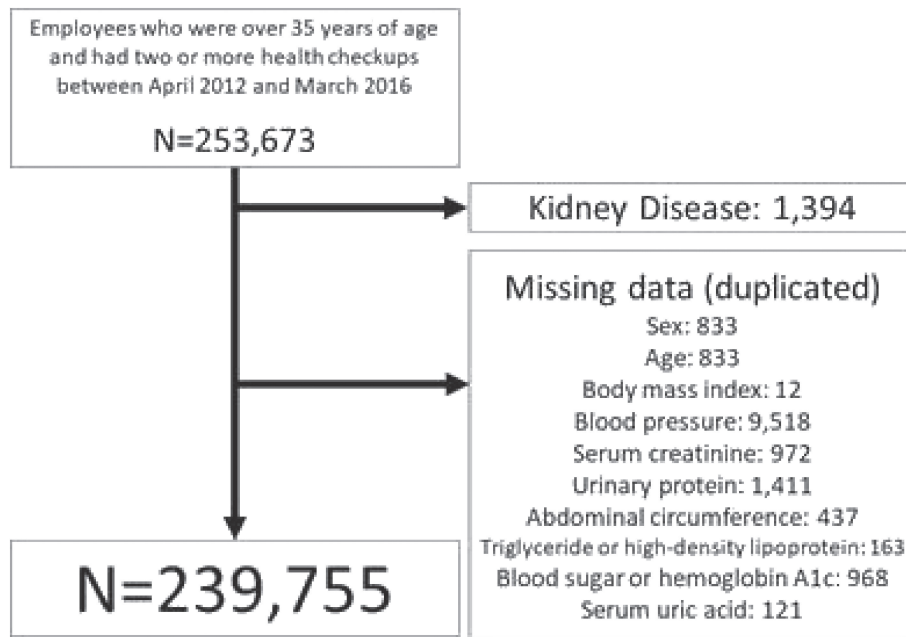 Employees who were over 35 years of age
and had two or more health checkups
between April 2012 and March 2016
N=253,673
Kidney Disease: 1,394
Missing data (duplicated)
Sex: 833
Age: 833
Body mass index: 12
Blood pressure: 9,518
Serum creatinine: 972
Urinary protein: 1,411
Abdominal circumference: 437
Triglyceride or high-density lipoprotein: 163
Blood sugar or hemoglobin A1c: 968
Serum uric acid: 121
N=239,755